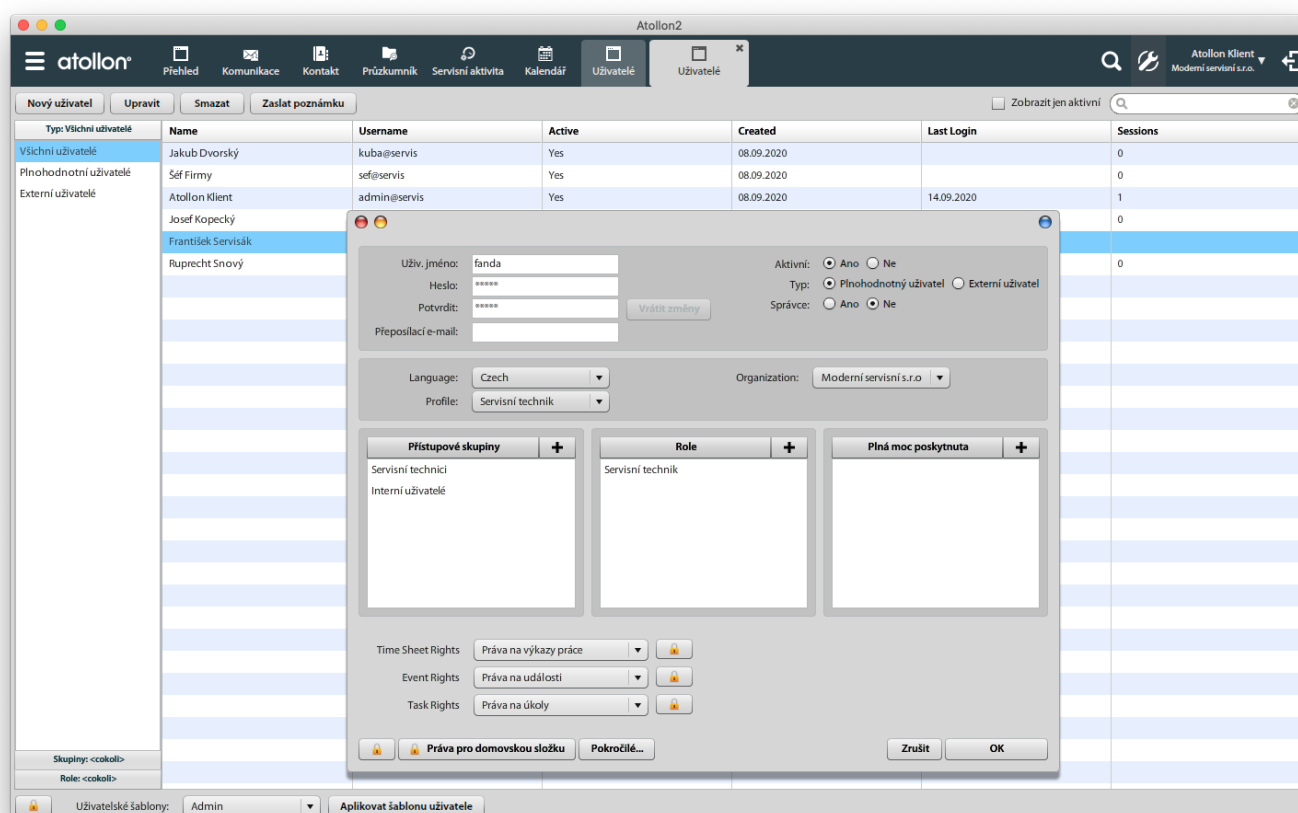 Atollon2
atollon
Přehled
Komunikace
Kontakt
Průzkumník
Servisní aktivita
Kalendář
Uživatelé
Uživatelé
Atollon Klient
Moderní servisní s.r.o.
Nový uživatel
Upravit
Smazat
Zaslat poznámku
Zobrazit jen aktivní
Typ: Všichni uživatelé
Name Username Active Created Last Login Sessions
Všichni uživatelé
Plnohodnotní uživatelé
Externí uživatelé
Jakub Dvorský kuba@servis Yes 08.09.2020 0
Šéf Firmy sef@servis Yes 08.09.2020 0
Atollon Klient admin@servis Yes 08.09.2020 14.09.2020 1
Josef Kopecký 0
František Servisák
Ruprecht Snový 0
Uživ. jméno: fanda
Heslo: *****
Potvrdit: *****
Vrátit změny
Přeposílací e-mail:
Aktivní: Ano Ne
Typ: Plnohodnotný uživatel Externí uživatel
Správce: Ano Ne
Language: Czech
Organization: Moderní servisní s.r.o
Profile: Servisní technik
Přístupové skupiny +
Servisní technici
Interní uživatelé
Role +
Servisní technik
Plná moc poskytnuta +
Time Sheet Rights Práva na výkazy práce
Event Rights Práva na události
Task Rights Práva na úkoly
Práva pro domovskou složku
Pokročilé...
Zrušit
OK
Skupiny: <cokoli>
Role: <cokoli>
Uživatelské šablony: Admin
Aplikovat šablonu uživatele